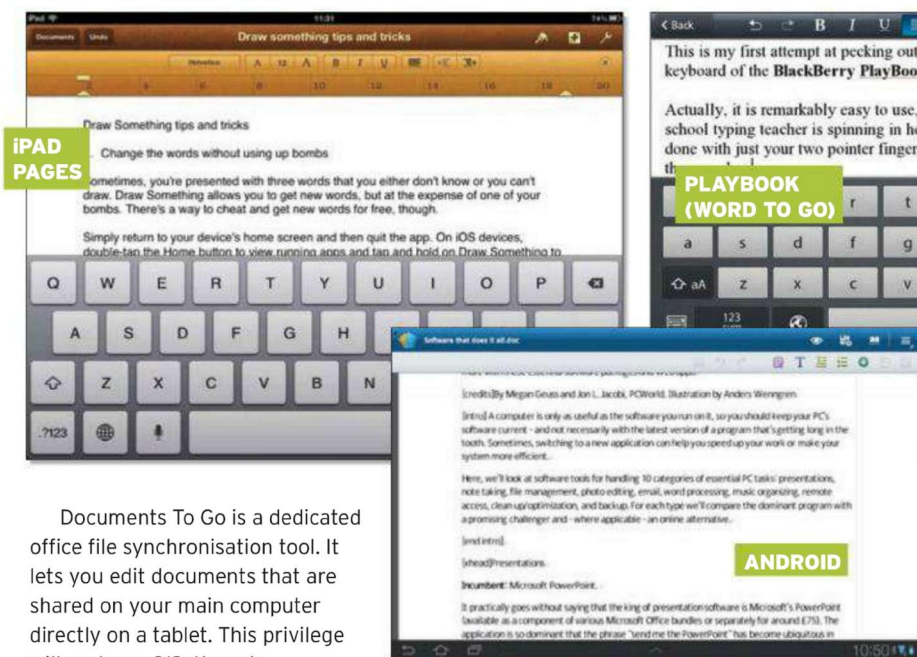 iPad
11:31
74%
Documents Undo Draw something tips and tricks
Helvetica A 12 A B I U
2 4 6 8 10 12 14 16 18 20
Draw Something tips and tricks
Change the words without using up bombs
Sometimes, you're presented with three words that you either don't know or you can't
draw. Draw Something allows you to get new words, but at the expense of one of your
bombs. There's a way to cheat and get new words for free, though.
Simply return to your device's home screen and then quit the app. On iOS devices,
double-tap the Home button to view running apps and tap and hold on Draw Something to
iPAD
PAGES
Q W E R T Y U I O P
A S D F G H
Z X C V B N
.?123
Back B I U
This is my first attempt at pecking out
keyboard of the BlackBerry PlayBoo
Actually, it is remarkably easy to use,
school typing teacher is spinning in he
done with just your two pointer finger
PLAYBOOK
(WORD TO GO)
r t
a s d f g
aA z x c v
123
Software that does it all.doc
[credits]By Megan Geuss and Jon L. Jacobi, PCWorld. Illustration by Anders Wenngren
[intro] A computer is only as useful as the software you run on it, so you should keep your PC's
software current - and not necessarily with the latest version of a program that's getting long in the
tooth. Sometimes, switching to a new application can help you speed up your work or make your
system more efficient.
Here, we'll look at software tools for handling 10 categories of essential PC tasks: presentations,
note taking, file management, photo editing, email, word processing, music organizing, remote
access, clean up/optimization, and backup. For each type we'll compare the dominant program with
a promising challenger and - where applicable - an online alternative.
[end intro]
[xhead]Presentations
Incumbent: Microsoft PowerPoint.
It practically goes without saying that the king of presentation software is Microsoft's PowerPoint
(available as a component of various Microsoft Office bundles or separately for around £75). The
application is so dominant that the phrase "send me the PowerPoint" has become ubiquitous in
ANDROID
10:50
Documents To Go is a dedicated
office file synchronisation tool. It
lets you edit documents that are
shared on your main computer
directly on a tablet. This privilege